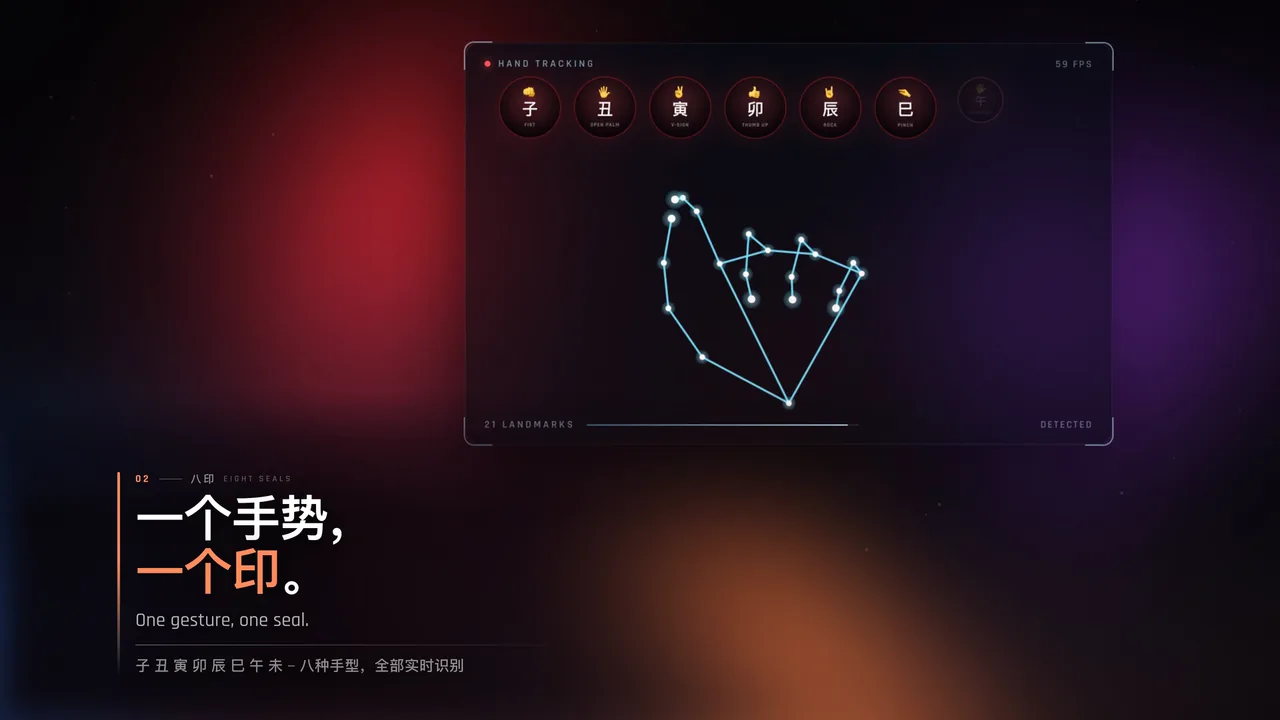 HAND TRACKING
59 FPS
子 丑 寅 卯 辰 巳 午
FIST OPEN PALM V-SIGN THUMB UP ROCK PINCH
21 LANDMARKS
DETECTED
02 八印 EIGHT SEALS
一个手势,
一个印。
One gesture, one seal.
子 丑 寅 卯 辰 巳 午 未 – 八种手型，全部实时识别